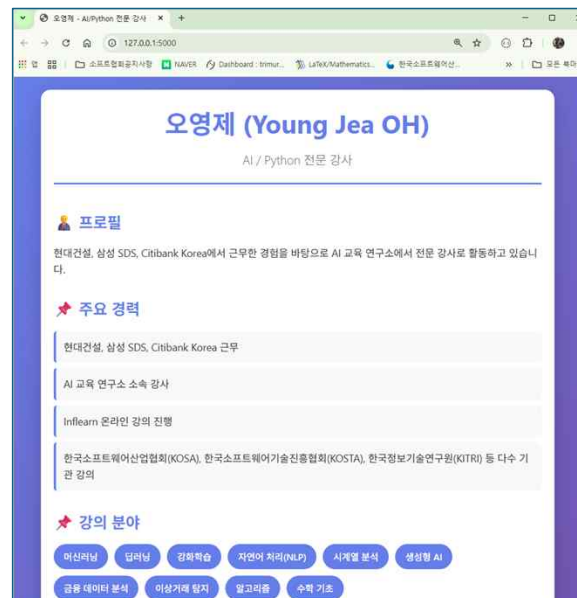 오영제 - AI/Python 전문 강사
127.0.0.1:5000
앱
소프트협회공지사항
NAVER
Dashboard : trimur...
LaTeX/Mathematics...
한국소프트웨어산...
»
오영제 (Young Jea OH)
AI / Python 전문 강사
프로필
현대건설, 삼성 SDS, Citibank Korea에서 근무한 경험을 바탕으로 AI 교육 연구소에서 전문 강사로 활동하고 있습니
다.
주요 경력
현대건설, 삼성 SDS, Citibank Korea 근무
AI 교육 연구소 소속 강사
Inflearn 온라인 강의 진행
한국소프트웨어산업협회(KOSA), 한국소프트웨어기술진흥협회(KOSTA), 한국정보기술연구원(KITRI) 등 다수 기
관 강의
강의 분야
머신러닝 딥러닝 강화학습 자연어 처리(NLP) 시계열 분석 생성형 AI
금융 데이터 분석 이상거래 탐지 알고리즘 수학 기초